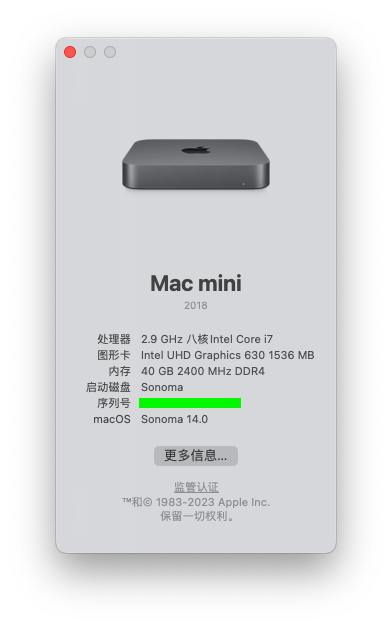 Mac mini
2018
处理器 2.9 GHz 八核Intel Core i7
图形卡 Intel UHD Graphics 630 1536 MB
内存 40 GB 2400 MHz DDR4
启动磁盘 Sonoma
序列号
macOS Sonoma 14.0
更多信息...
监管认证
™和© 1983-2023 Apple Inc.
保留一切权利。